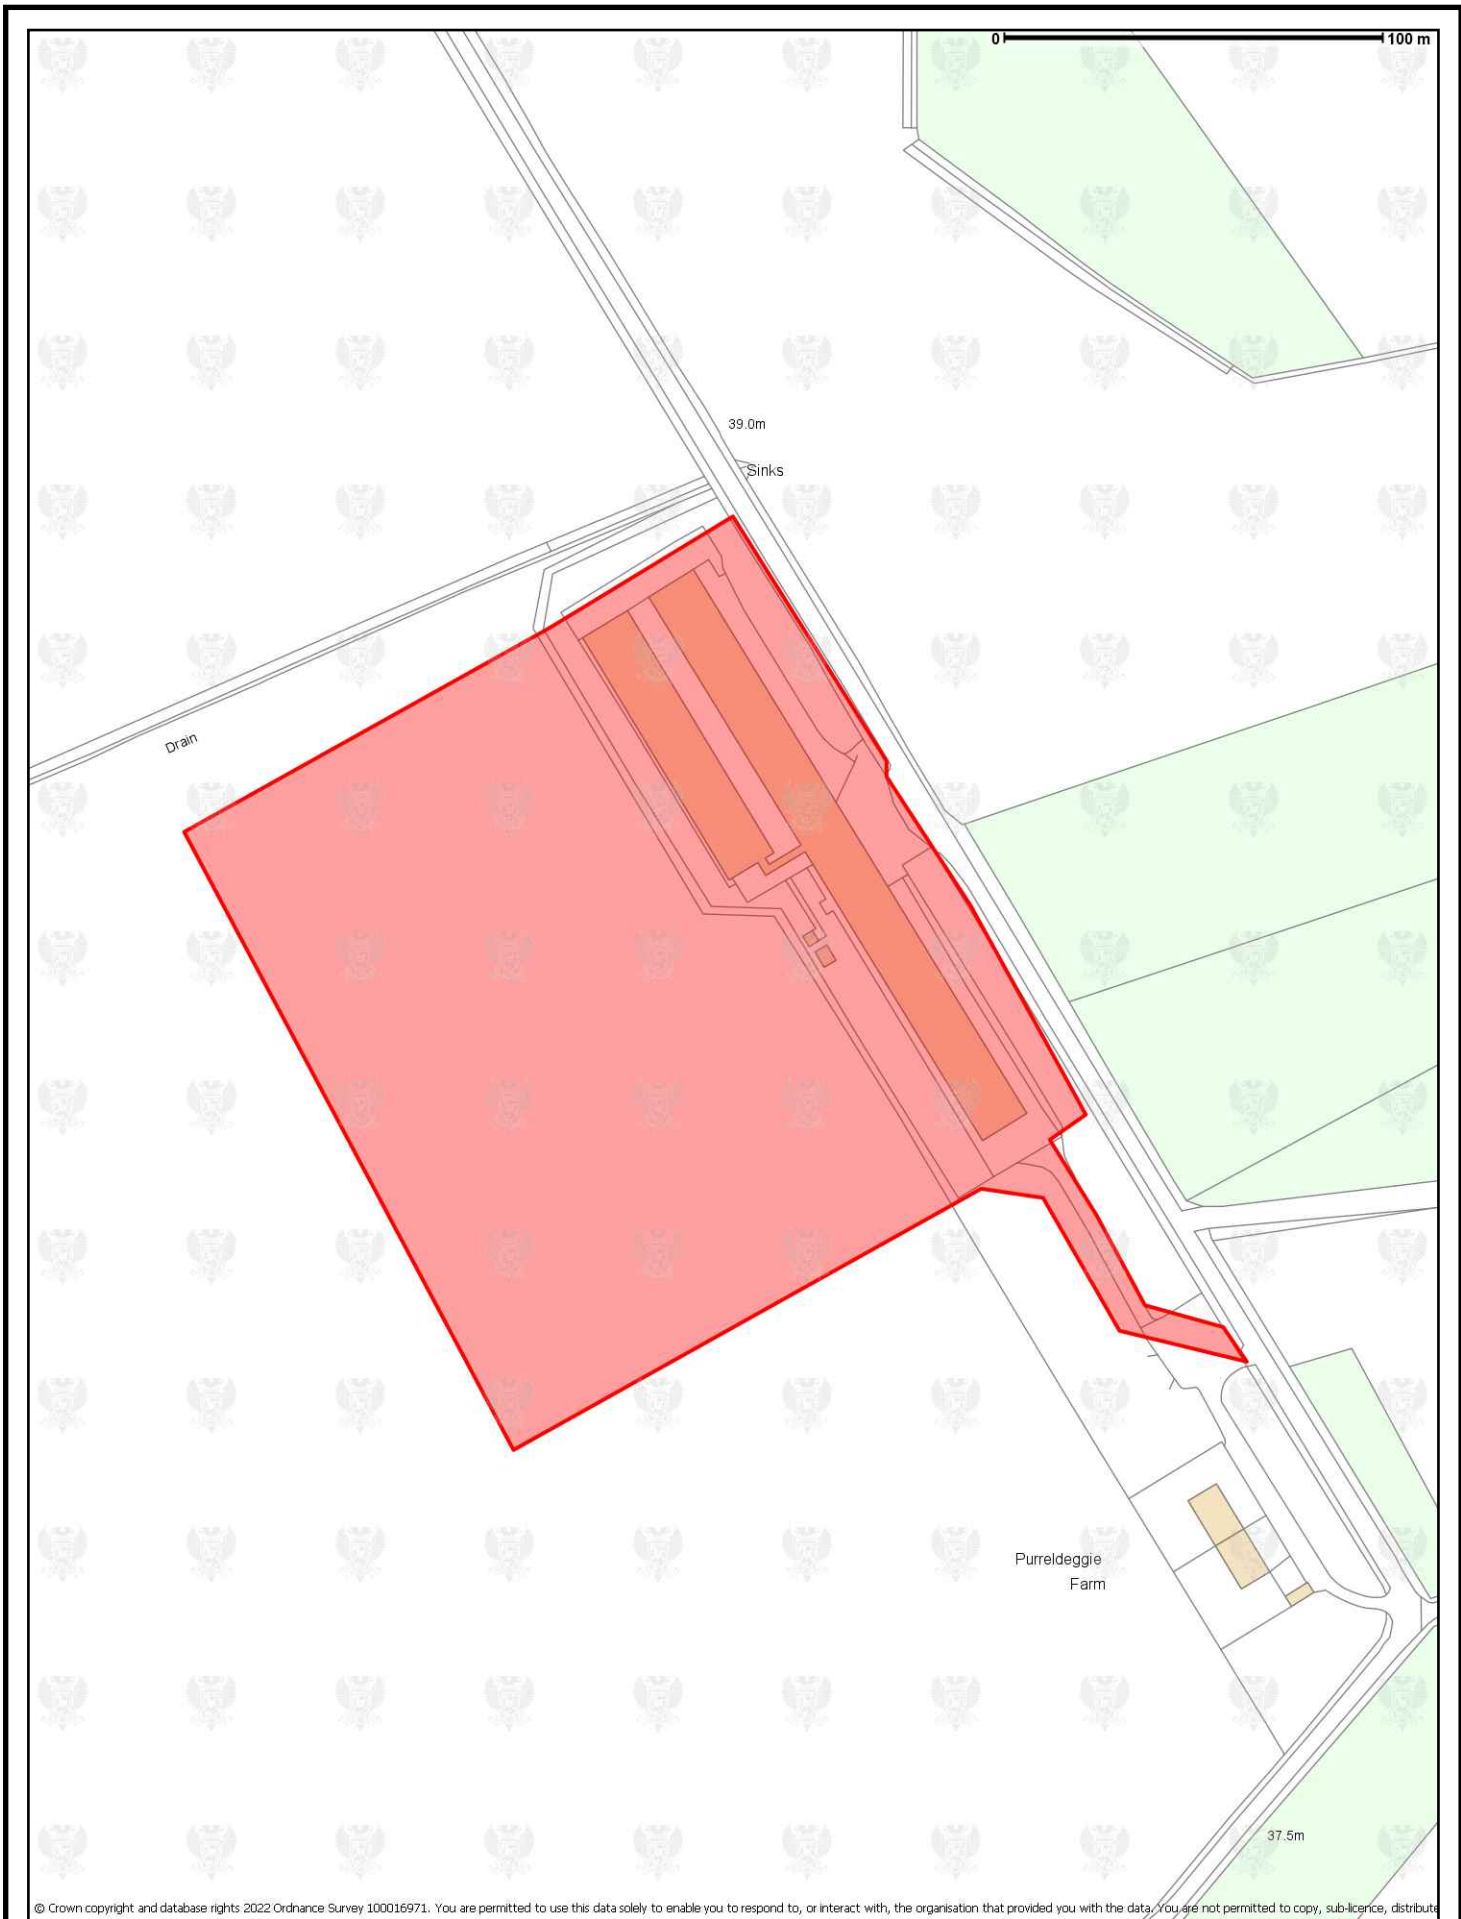 0 100 m
39.0m
Sinks
Drain
Purreldeggie
Farm
37.5m
© Crown copyright and database rights 2022 Ordnance Survey 100016971. You are permitted to use this data solely to enable you to respond to, or interact with, the organisation that provided you with the data. You are not permitted to copy, sub-licence, distribute